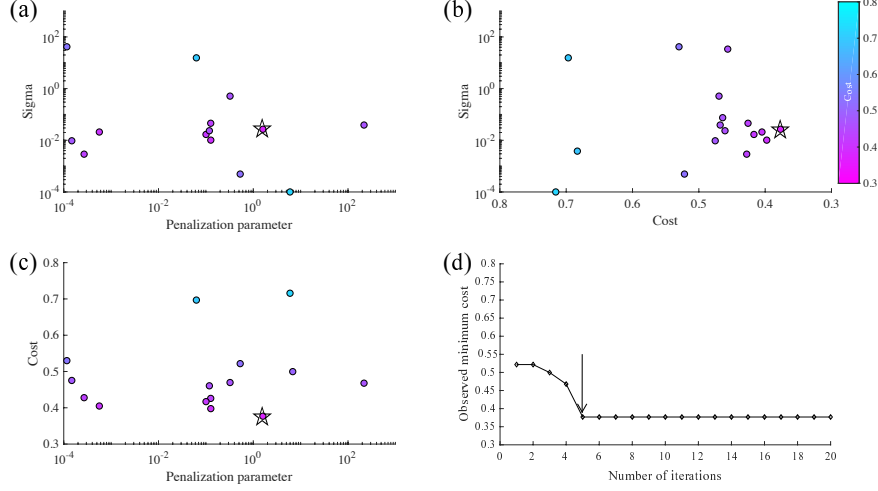 (a)
10^2
10^0
10^-2
10^-4
Sigma
10^-4 10^-2 10^0 10^2
Penalization parameter
(b)
10^2
10^0
10^-2
10^-4
Sigma
0.8 0.7 0.6 0.5 0.4 0.3
Cost
0.8
0.7
0.6
0.5
0.4
0.3
Cost
(c)
0.8
0.7
0.6
0.5
0.4
0.3
Cost
10^-4 10^-2 10^0 10^2
Penalization parameter
(d)
0.8
0.75
0.7
0.65
0.6
0.55
0.5
0.45
0.4
0.35
0.3
Observed minimum cost
0 2 4 6 8 10 12 14 16 18 20
Number of iterations